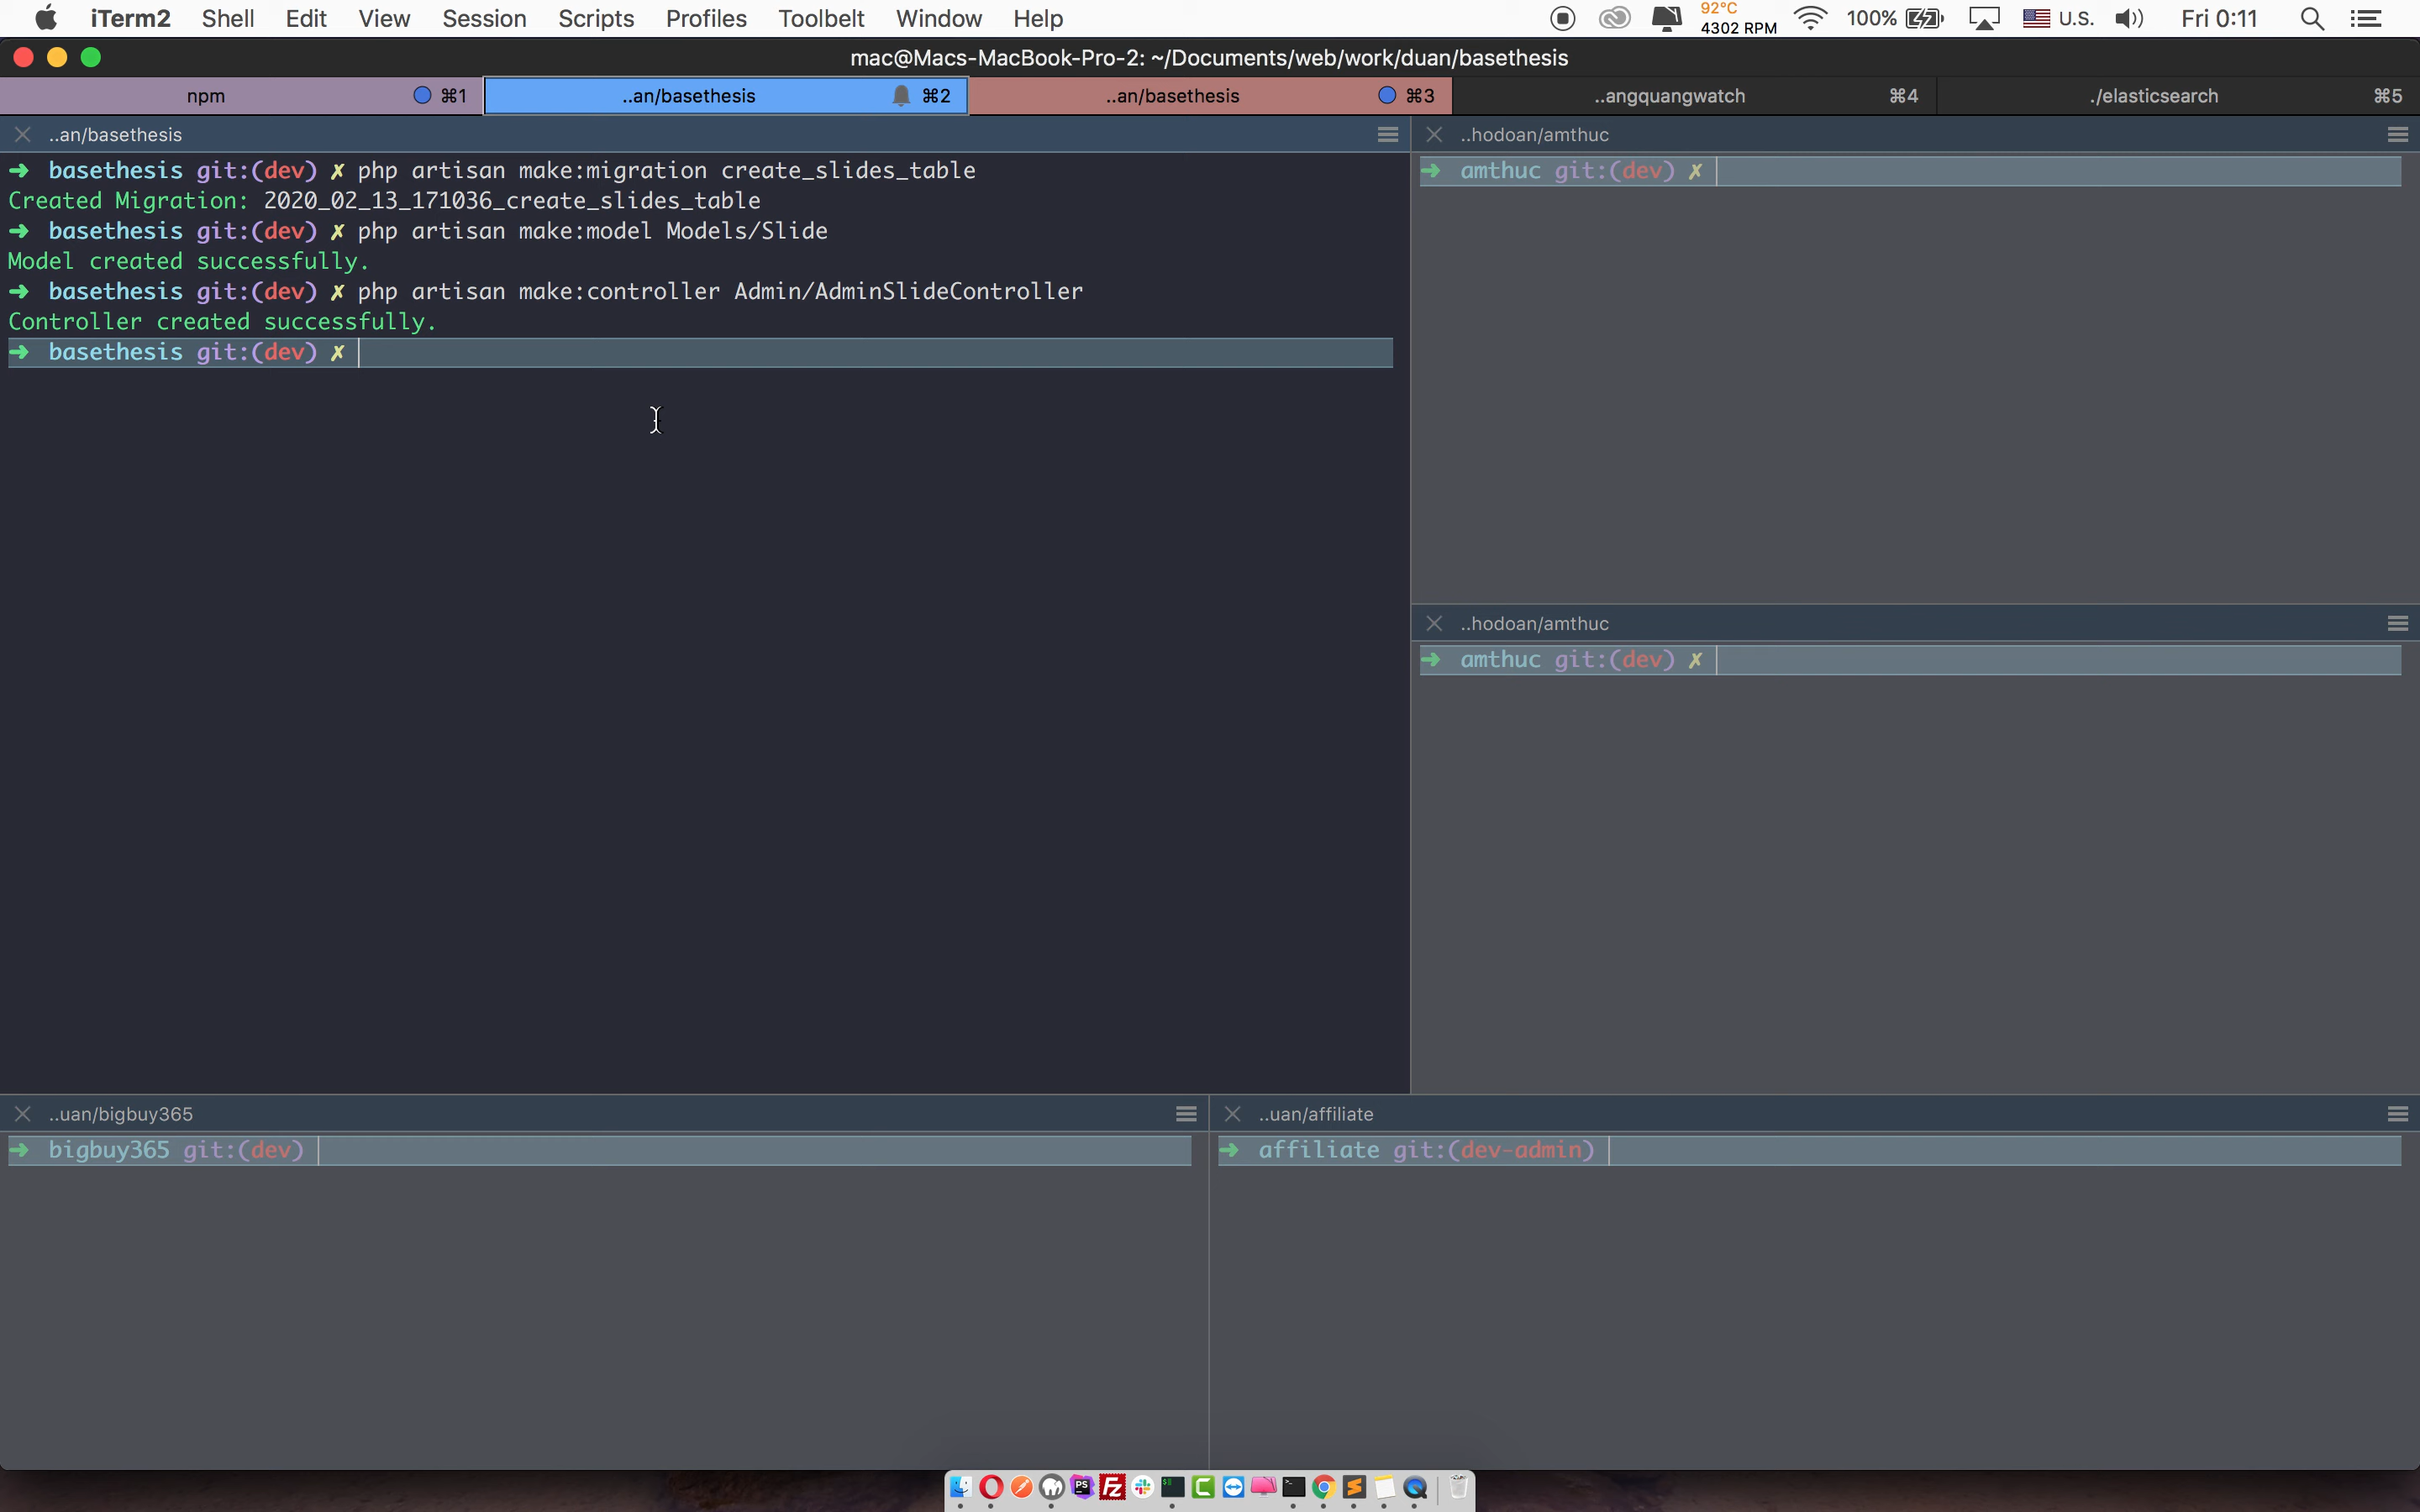 iTerm2 Shell Edit View Session Scripts Profiles Toolbelt Window Help 92°C 4302 RPM 100% U.S. Fri 0:11
mac@Macs-MacBook-Pro-2: ~/Documents/web/work/duan/basethesis
npm ⌘1 ..an/basethesis ⌘2 ..an/basethesis ⌘3 ..angquangwatch ⌘4 ./elasticsearch ⌘5
..an/basethesis
➜ basethesis git:(dev) ✗ php artisan make:migration create_slides_table
Created Migration: 2020_02_13_171036_create_slides_table
➜ basethesis git:(dev) ✗ php artisan make:model Models/Slide
Model created successfully.
➜ basethesis git:(dev) ✗ php artisan make:controller Admin/AdminSlideController
Controller created successfully.
➜ basethesis git:(dev) ✗
..hodoan/amthuc
➜ amthuc git:(dev) ✗
..hodoan/amthuc
➜ amthuc git:(dev) ✗
..uan/bigbuy365
➜ bigbuy365 git:(dev)
..uan/affiliate
➜ affiliate git:(dev-admin)